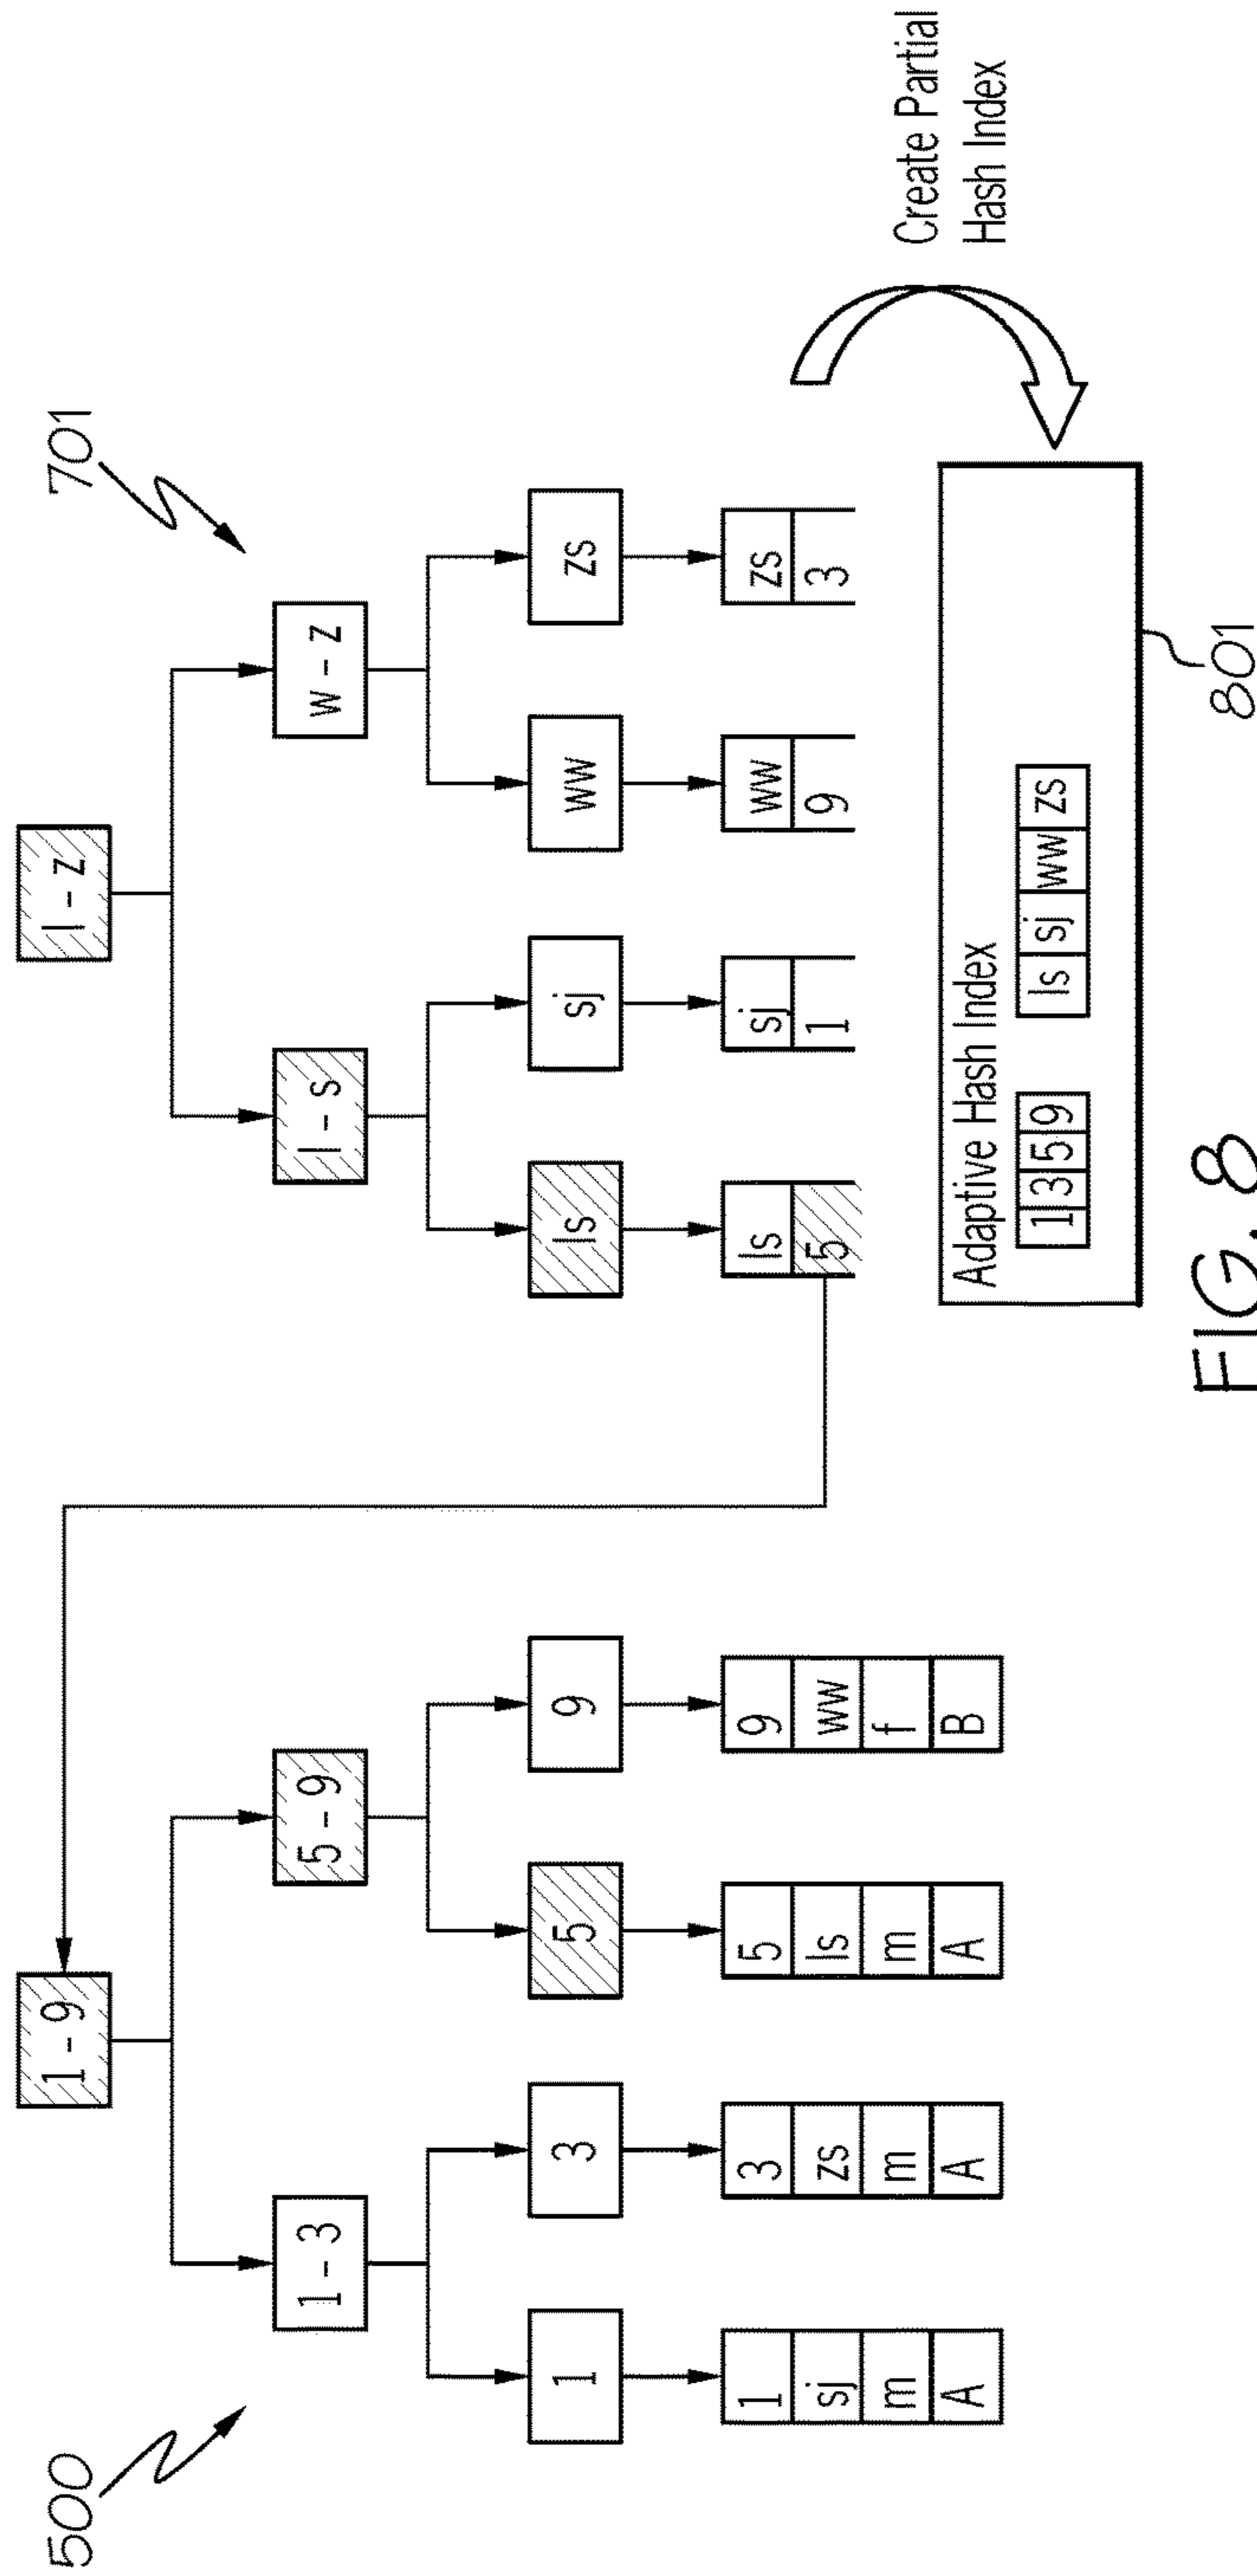 500
701
1 - 9
l - z
1 - 3
5 - 9
l - s
w - z
1
3
5
9
ls
sj
ww
zs
1
sj
m
A
3
zs
m
A
5
ls
m
A
9
ww
f
B
ls
5
sj
1
ww
9
zs
3
Create Partial
Hash Index
Adaptive Hash Index
1 3 5 9 ls sj ww zs
801
FIG. 8